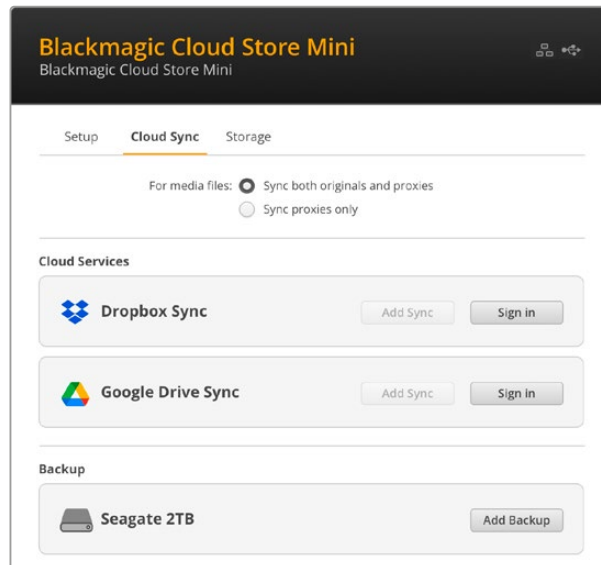 Blackmagic Cloud Store Mini
Blackmagic Cloud Store Mini
Setup Cloud Sync Storage
For media files: Sync both originals and proxies
Sync proxies only
Cloud Services
Dropbox Sync Add Sync Sign in
Google Drive Sync Add Sync Sign in
Backup
Seagate 2TB Add Backup